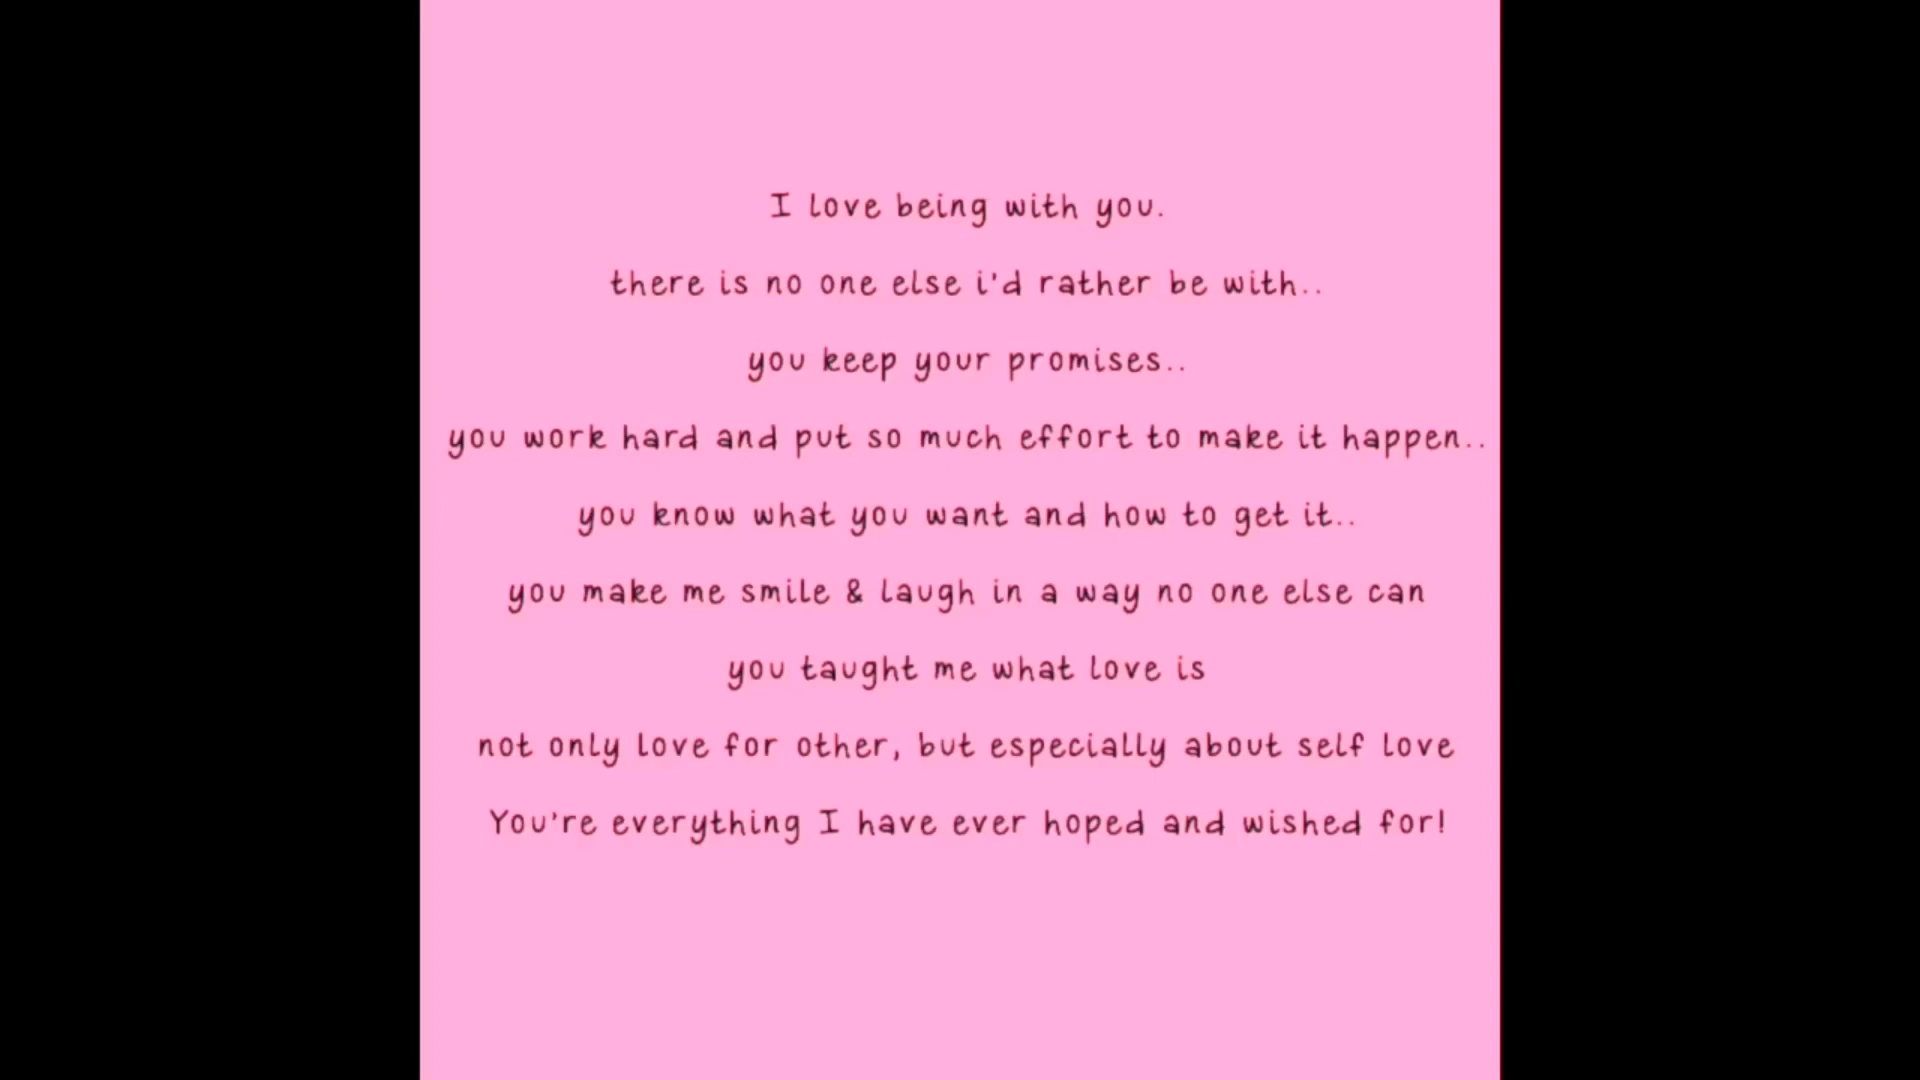 I love being with you.
there is no one else i'd rather be with..
you keep your promises..
you work hard and put so much effort to make it happen..
you know what you want and how to get it..
you make me smile & laugh in a way no one else can
you taught me what love is
not only love for other, but especially about self love
You're everything I have ever hoped and wished for!